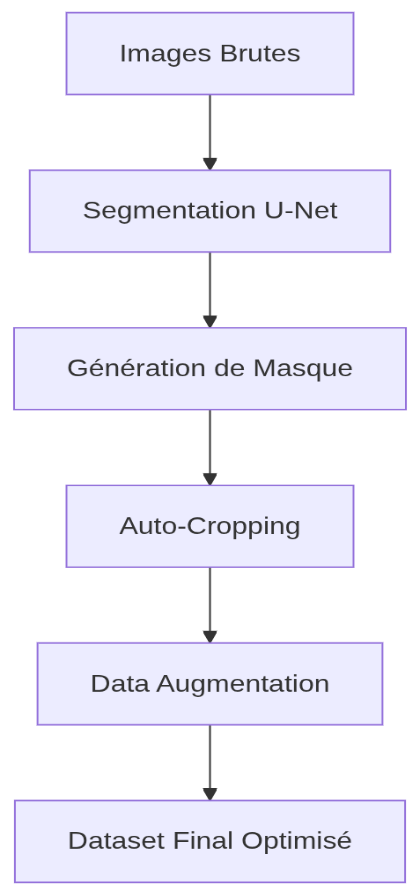 Images Brutes
Segmentation U-Net
Génération de Masque
Auto-Cropping
Data Augmentation
Dataset Final Optimisé